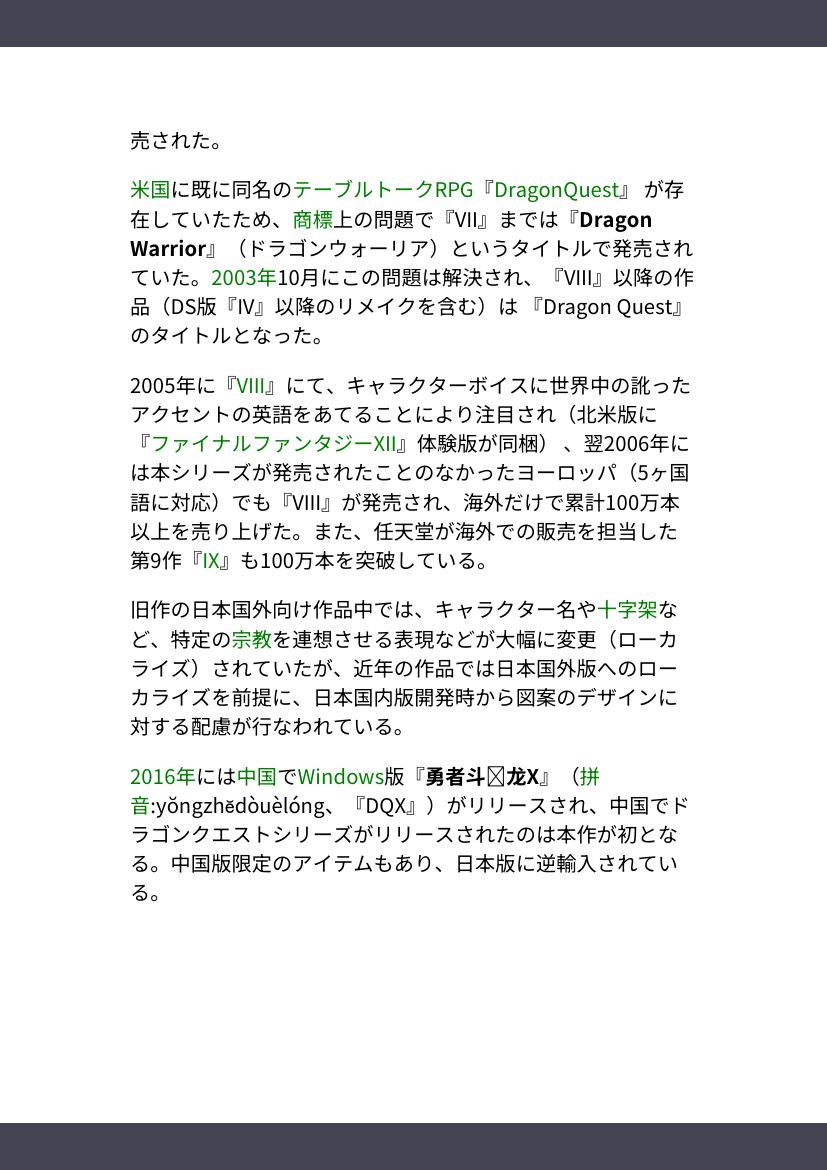 売された。
米国に既に同名のテーブルトークRPG『DragonQuest』 が存
在していたため、商標上の問題で『VII』までは『Dragon
Warrior』（ドラゴンウォーリア）というタイトルで発売され
ていた。2003年10月にこの問題は解決され、『VIII』以降の作
品（DS版『IV』以降のリメイクを含む）は 『Dragon Quest』
のタイトルとなった。
2005年に『VIII』にて、キャラクターボイスに世界中の訛った
アクセントの英語をあてることにより注目され（北米版に
『ファイナルファンタジーXII』体験版が同梱） 、翌2006年に
は本シリーズが発売されたことのなかったヨーロッパ（5ヶ国
語に対応）でも『VIII』が発売され、海外だけで累計100万本
以上を売り上げた。また、任天堂が海外での販売を担当した
第9作『IX』も100万本を突破している。
旧作の日本国外向け作品中では、キャラクター名や十字架な
ど、特定の宗教を連想させる表現などが大幅に変更（ローカ
ライズ）されていたが、近年の作品では日本国外版へのロー
カライズを前提に、日本国内版開発時から図案のデザインに
対する配慮が行なわれている。
2016年には中国でWindows版『勇者斗龙X』（拼
音:yǒngzhědòuèlóng、『DQX』）がリリースされ、中国でド
ラゴンクエストシリーズがリリースされたのは本作が初とな
る。中国版限定のアイテムもあり、日本版に逆輸入されてい
る。